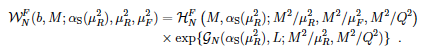 𝒲_N^F(b, M; α_S(μ_R^2), μ_R^2, μ_F^2) = ℋ_N^F (M, α_S(μ_R^2); M^2/μ_R^2, M^2/μ_F^2, M^2/Q^2)
× exp{𝒢_N(α_S(μ_R^2), L; M^2/μ_R^2, M^2/Q^2)} .